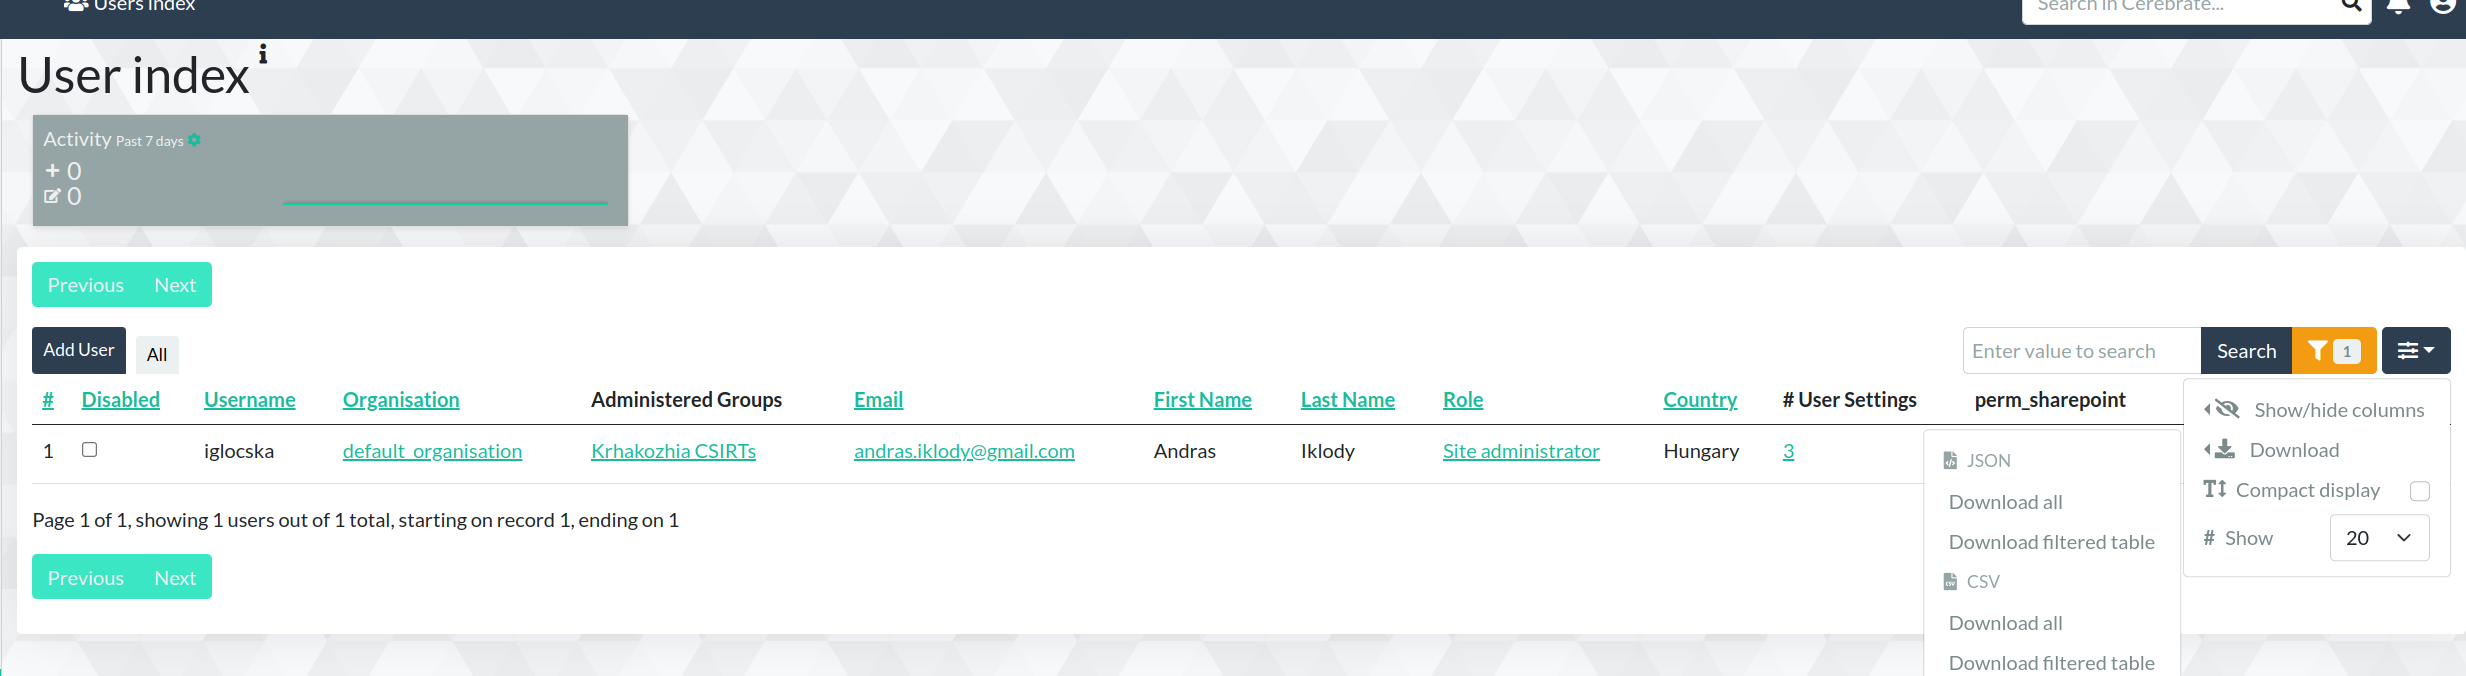 Users index
Search in Cerebrate...
User index
Activity Past 7 days
+ 0
0
Previous Next
Add User All
Enter value to search Search 1
# Disabled Username Organisation Administered Groups Email First Name Last Name Role Country # User Settings perm_sharepoint
1 iglocska default_organisation Krhakozhia CSIRTs andras.iklody@gmail.com Andras Iklody Site administrator Hungary 3
Show/hide columns
Download
Compact display
# Show 20
JSON
Download all
Download filtered table
CSV
Download all
Download filtered table
Page 1 of 1, showing 1 users out of 1 total, starting on record 1, ending on 1
Previous Next